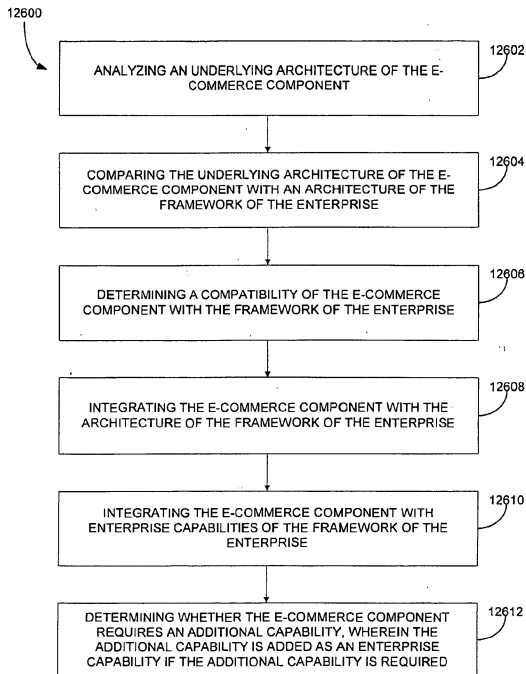 12600
12602
ANALYZING AN UNDERLYING ARCHITECTURE OF THE E-
COMMERCE COMPONENT
12604
COMPARING THE UNDERLYING ARCHITECTURE OF THE E-
COMMERCE COMPONENT WITH AN ARCHITECTURE OF THE
FRAMEWORK OF THE ENTERPRISE
12606
DETERMINING A COMPATIBILITY OF THE E-COMMERCE
COMPONENT WITH THE FRAMEWORK OF THE ENTERPRISE
12608
INTEGRATING THE E-COMMERCE COMPONENT WITH THE
ARCHITECTURE OF THE FRAMEWORK OF THE ENTERPRISE
12610
INTEGRATING THE E-COMMERCE COMPONENT WITH
ENTERPRISE CAPABILITIES OF THE FRAMEWORK OF THE
ENTERPRISE
12612
DETERMINING WHETHER THE E-COMMERCE COMPONENT
REQUIRES AN ADDITIONAL CAPABILITY, WHEREIN THE
ADDITIONAL CAPABILITY IS ADDED AS AN ENTERPRISE
CAPABILITY IF THE ADDITIONAL CAPABILITY IS REQUIRED